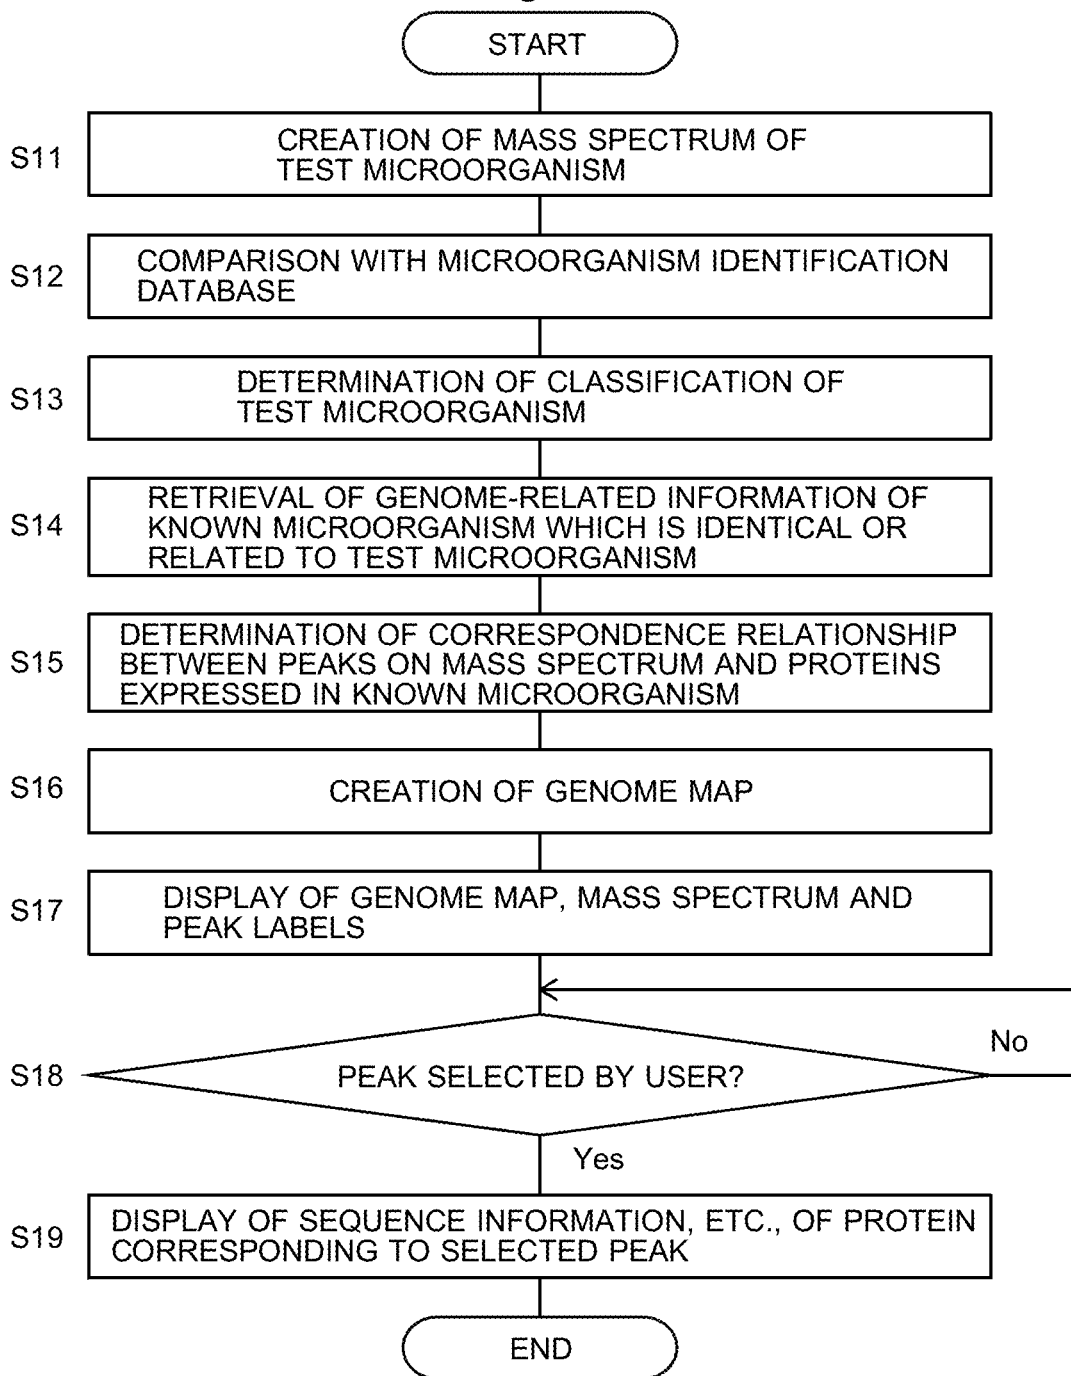 START
S11
CREATION OF MASS SPECTRUM OF
TEST MICROORGANISM
S12
COMPARISON WITH MICROORGANISM IDENTIFICATION
DATABASE
S13
DETERMINATION OF CLASSIFICATION OF
TEST MICROORGANISM
S14
RETRIEVAL OF GENOME-RELATED INFORMATION OF
KNOWN MICROORGANISM WHICH IS IDENTICAL OR
RELATED TO TEST MICROORGANISM
S15
DETERMINATION OF CORRESPONDENCE RELATIONSHIP
BETWEEN PEAKS ON MASS SPECTRUM AND PROTEINS
EXPRESSED IN KNOWN MICROORGANISM
S16
CREATION OF GENOME MAP
S17
DISPLAY OF GENOME MAP, MASS SPECTRUM AND
PEAK LABELS
S18
PEAK SELECTED BY USER?
No
Yes
S19
DISPLAY OF SEQUENCE INFORMATION, ETC., OF PROTEIN
CORRESPONDING TO SELECTED PEAK
END